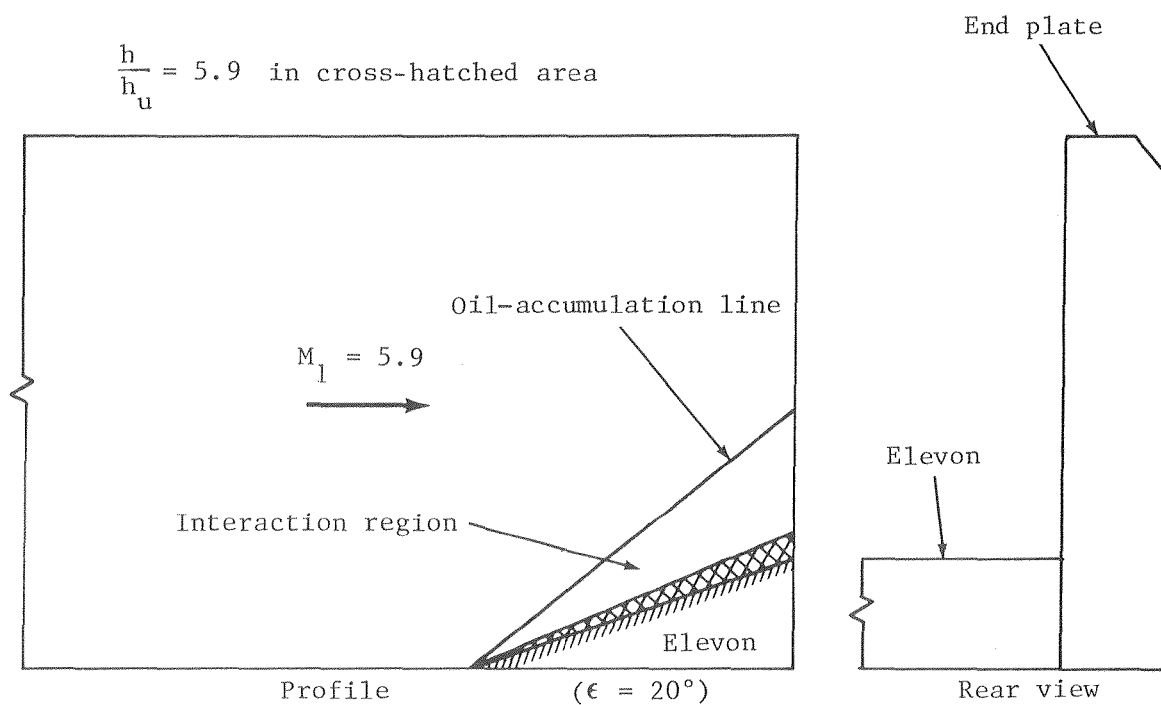 End plate
h/h_u = 5.9 in cross-hatched area
Oil-accumulation line
M_1 = 5.9
Elevon
Interaction region
Elevon
Profile (ϵ = 20°)
Rear view